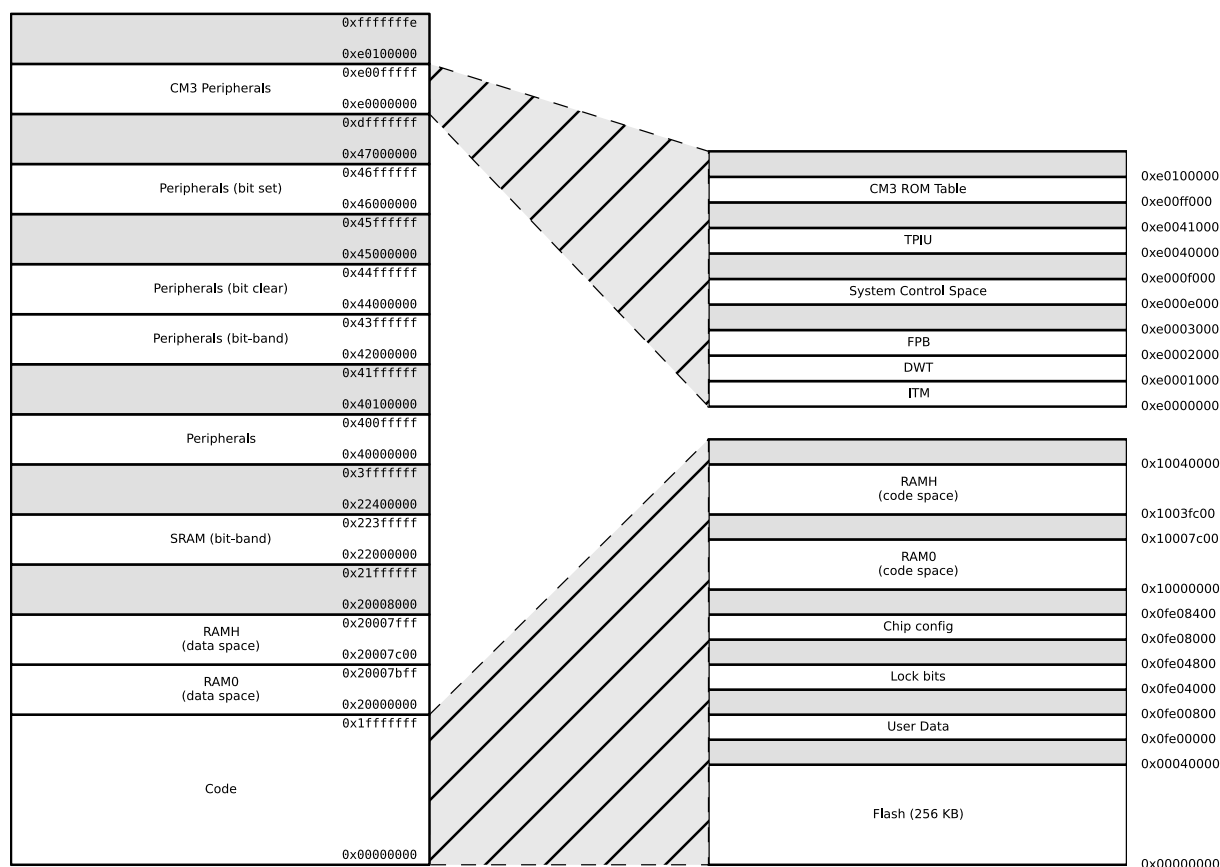 0xfffffffe
0xe0100000
0xe00fffff
CM3 Peripherals
0xe0000000
0xdfffffff
0x47000000
0x46ffffff
Peripherals (bit set)
0x46000000
0x45ffffff
0x45000000
0x44ffffff
Peripherals (bit clear)
0x44000000
0x43ffffff
Peripherals (bit-band)
0x42000000
0x41ffffff
0x40100000
0x400fffff
Peripherals
0x40000000
0x3fffffff
0x22400000
0x223fffff
SRAM (bit-band)
0x22000000
0x21ffffff
0x20008000
0x20007fff
RAMH
(data space)
0x20007c00
0x20007bff
RAM0
(data space)
0x20000000
0x1fffffff
Code
0x00000000
0xe0100000
CM3 ROM Table
0xe00ff000
0xe0041000
TPIU
0xe0040000
0xe000f000
System Control Space
0xe000e000
0xe0003000
FPB
0xe0002000
DWT
0xe0001000
ITM
0xe0000000
0x10040000
RAMH
(code space)
0x1003fc00
0x10007c00
RAM0
(code space)
0x10000000
0x0fe08400
Chip config
0x0fe08000
0x0fe04800
Lock bits
0x0fe04000
0x0fe00800
User Data
0x0fe00000
0x00040000
Flash (256 KB)
0x00000000